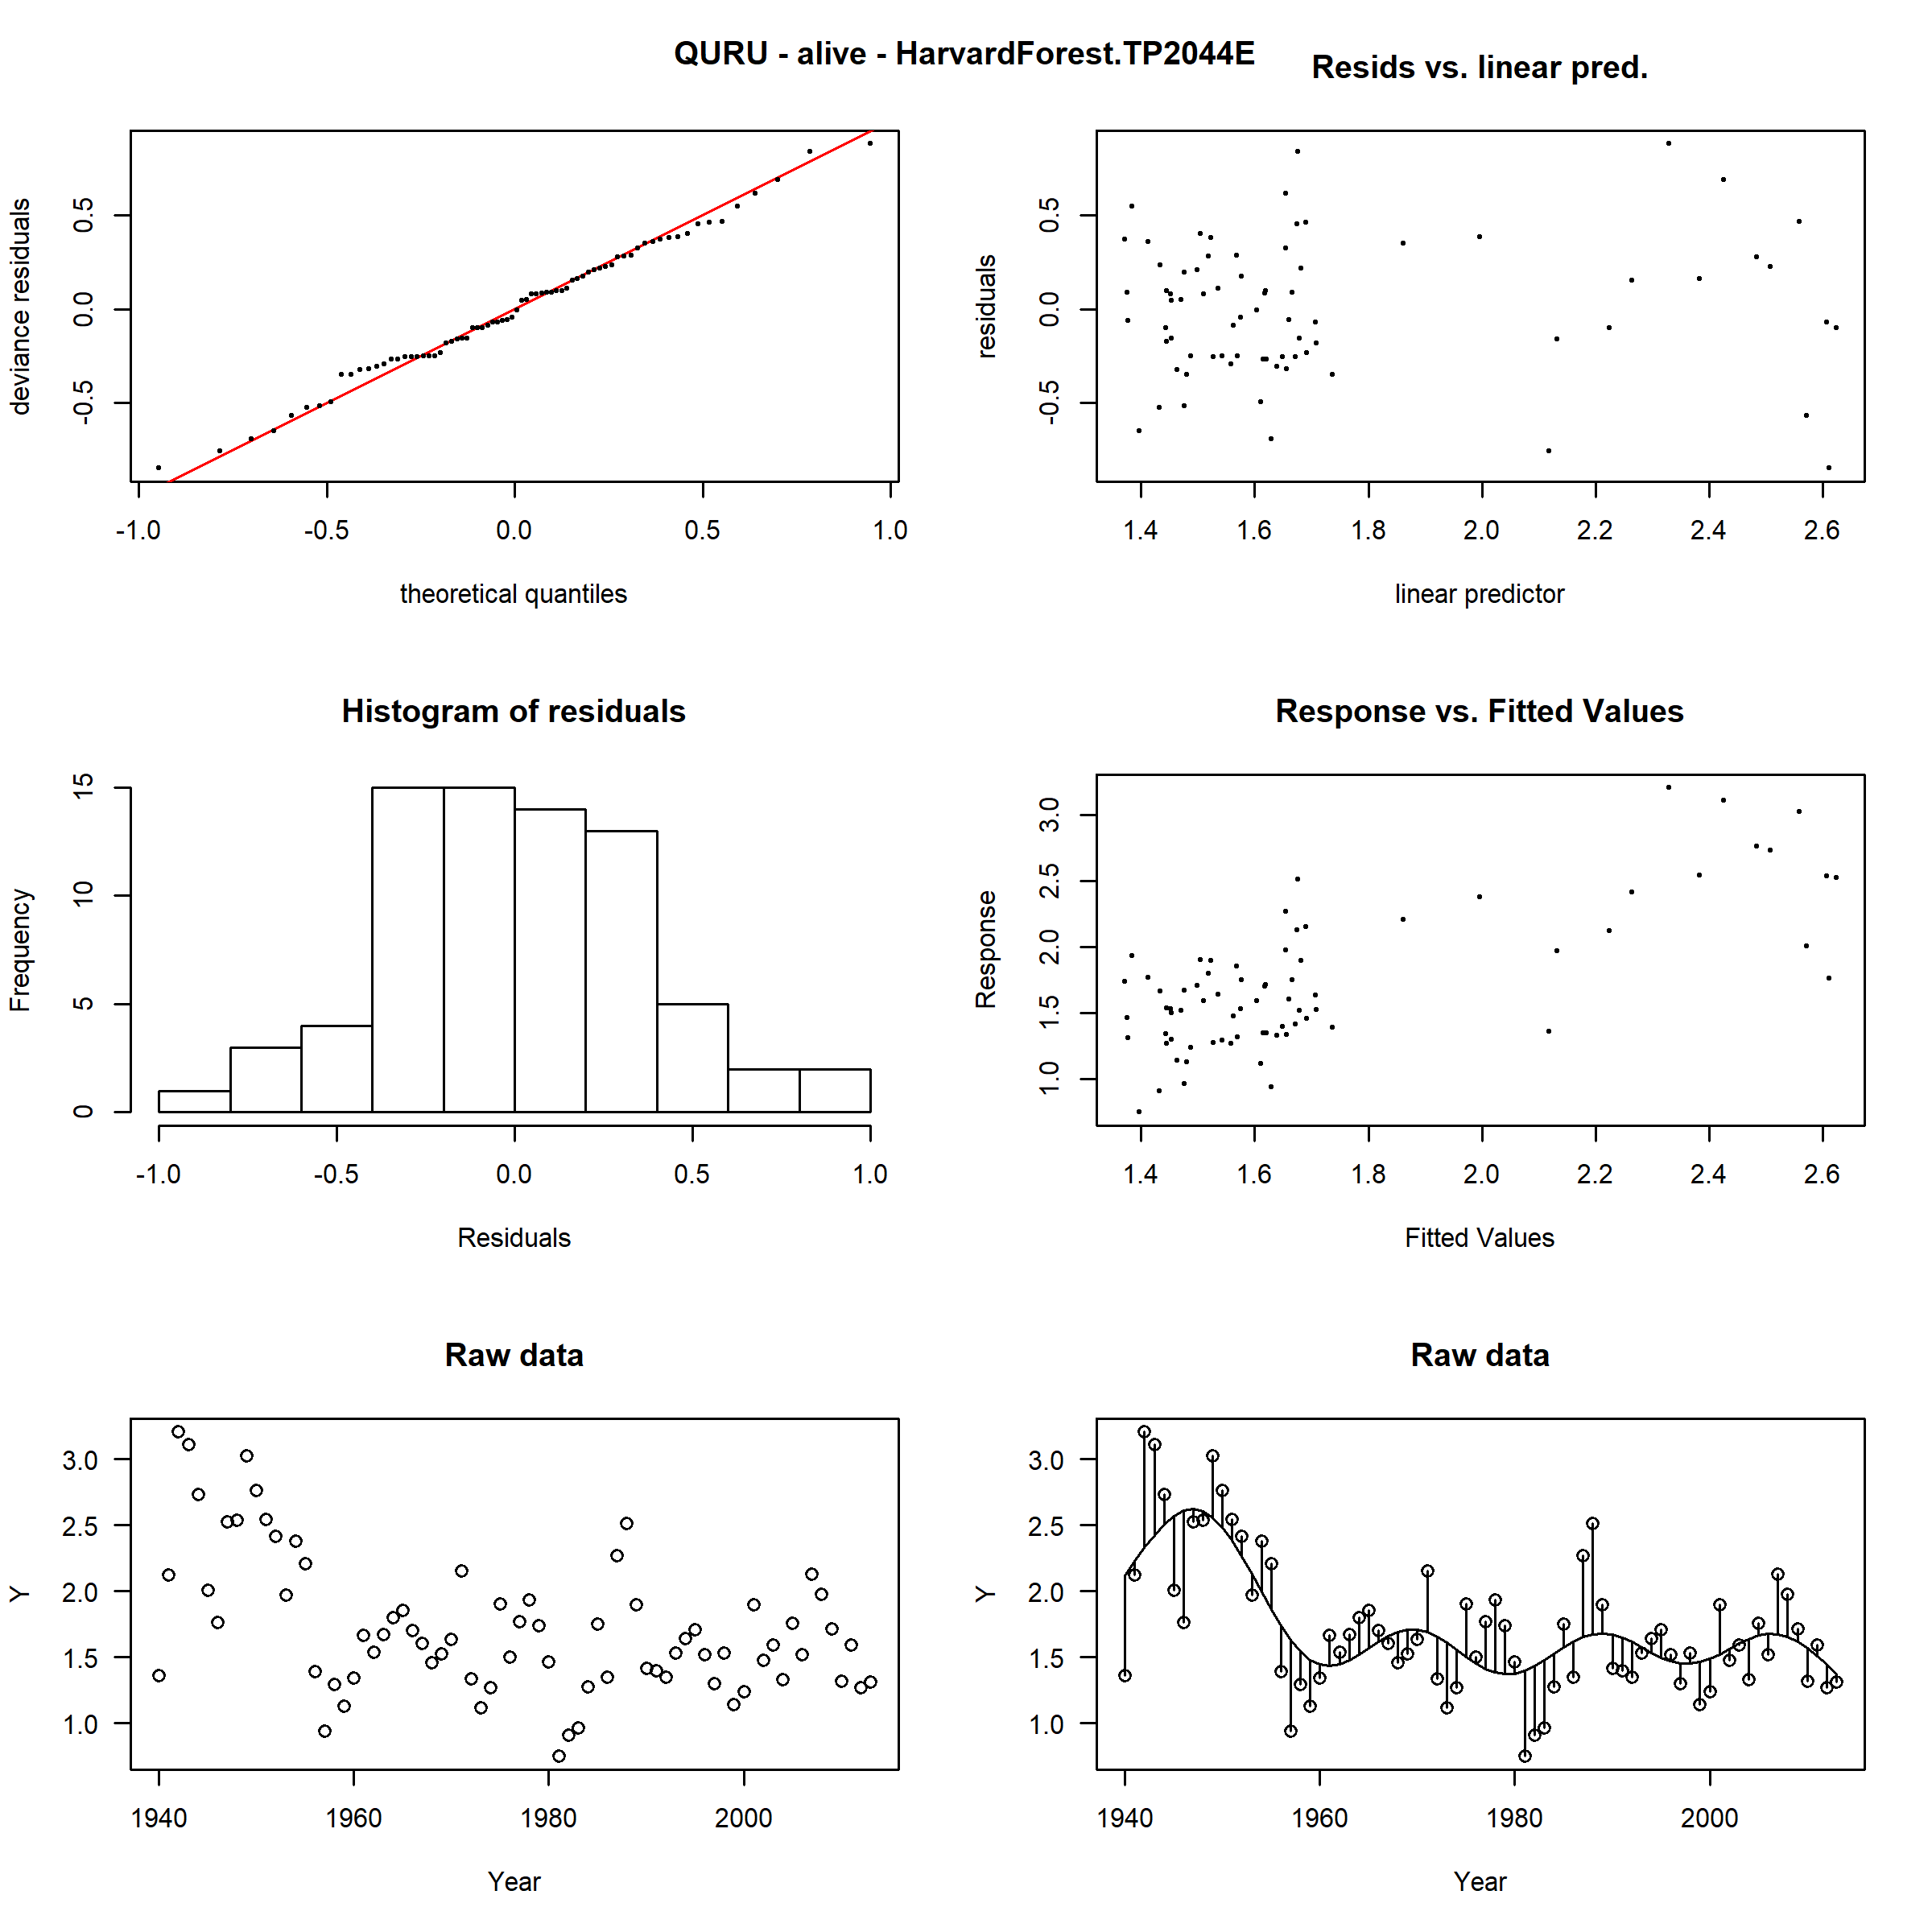 QURU - alive - HarvardForest.TP2044E
Resids vs. linear pred.
deviance residuals
-0.5 0.0 0.5
-1.0 -0.5 0.0 0.5 1.0
theoretical quantiles
residuals
-0.5 0.0 0.5
1.4 1.6 1.8 2.0 2.2 2.4 2.6
linear predictor
Histogram of residuals
Frequency
0 5 10 15
-1.0 -0.5 0.0 0.5 1.0
Residuals
Response vs. Fitted Values
Response
1.0 1.5 2.0 2.5 3.0
1.4 1.6 1.8 2.0 2.2 2.4 2.6
Fitted Values
Raw data
Y
3.0
2.5
2.0
1.5
1.0
1940 1960 1980 2000
Year
Raw data
Y
3.0
2.5
2.0
1.5
1.0
1940 1960 1980 2000
Year